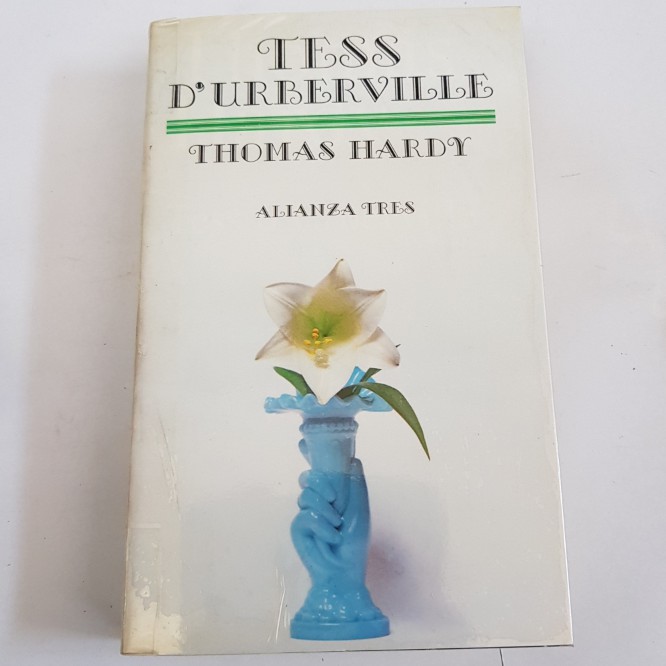 TESS
D'URBERVILLE
THOMAS HARDY
ALIANZA TRES